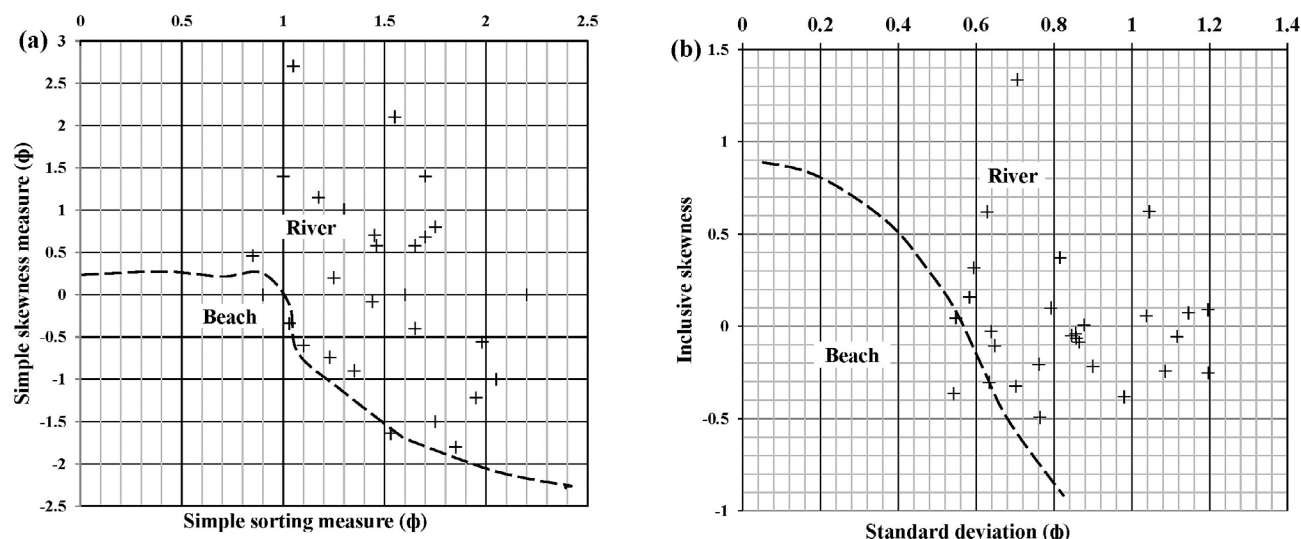 (a)
0 0.5 1 1.5 2 2.5
3
2.5
2
1.5
1
0.5
0
-0.5
-1
-1.5
-2
-2.5
Simple skewness measure (ϕ)
River
Beach
Simple sorting measure (ϕ)
(b)
0 0.2 0.4 0.6 0.8 1 1.2 1.4
1.5
1
0.5
0
-0.5
-1
Inclusive skewness
River
Beach
Standard deviation (ϕ)